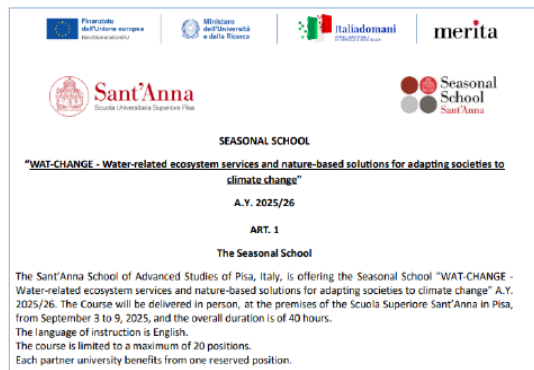 Finanziato
dall'Unione europea
NextGenerationEU
Ministero
dell'Università
e della Ricerca
Italiadomani
merita
Sant'Anna
Scuola Universitaria Superiore Pisa
Seasonal
School
Sant'Anna
SEASONAL SCHOOL
"WAT-CHANGE - Water-related ecosystem services and nature-based solutions for adapting societies to
climate change"
A.Y. 2025/26
ART. 1
The Seasonal School
The Sant'Anna School of Advanced Studies of Pisa, Italy, is offering the Seasonal School "WAT-CHANGE -
Water-related ecosystem services and nature-based solutions for adapting societies to climate change" A.Y.
2025/26. The Course will be delivered in person, at the premises of the Scuola Superiore Sant'Anna in Pisa,
from September 3 to 9, 2025, and the overall duration is of 40 hours.
The language of instruction is English.
The course is limited to a maximum of 20 positions.
Each partner university benefits from one reserved position.